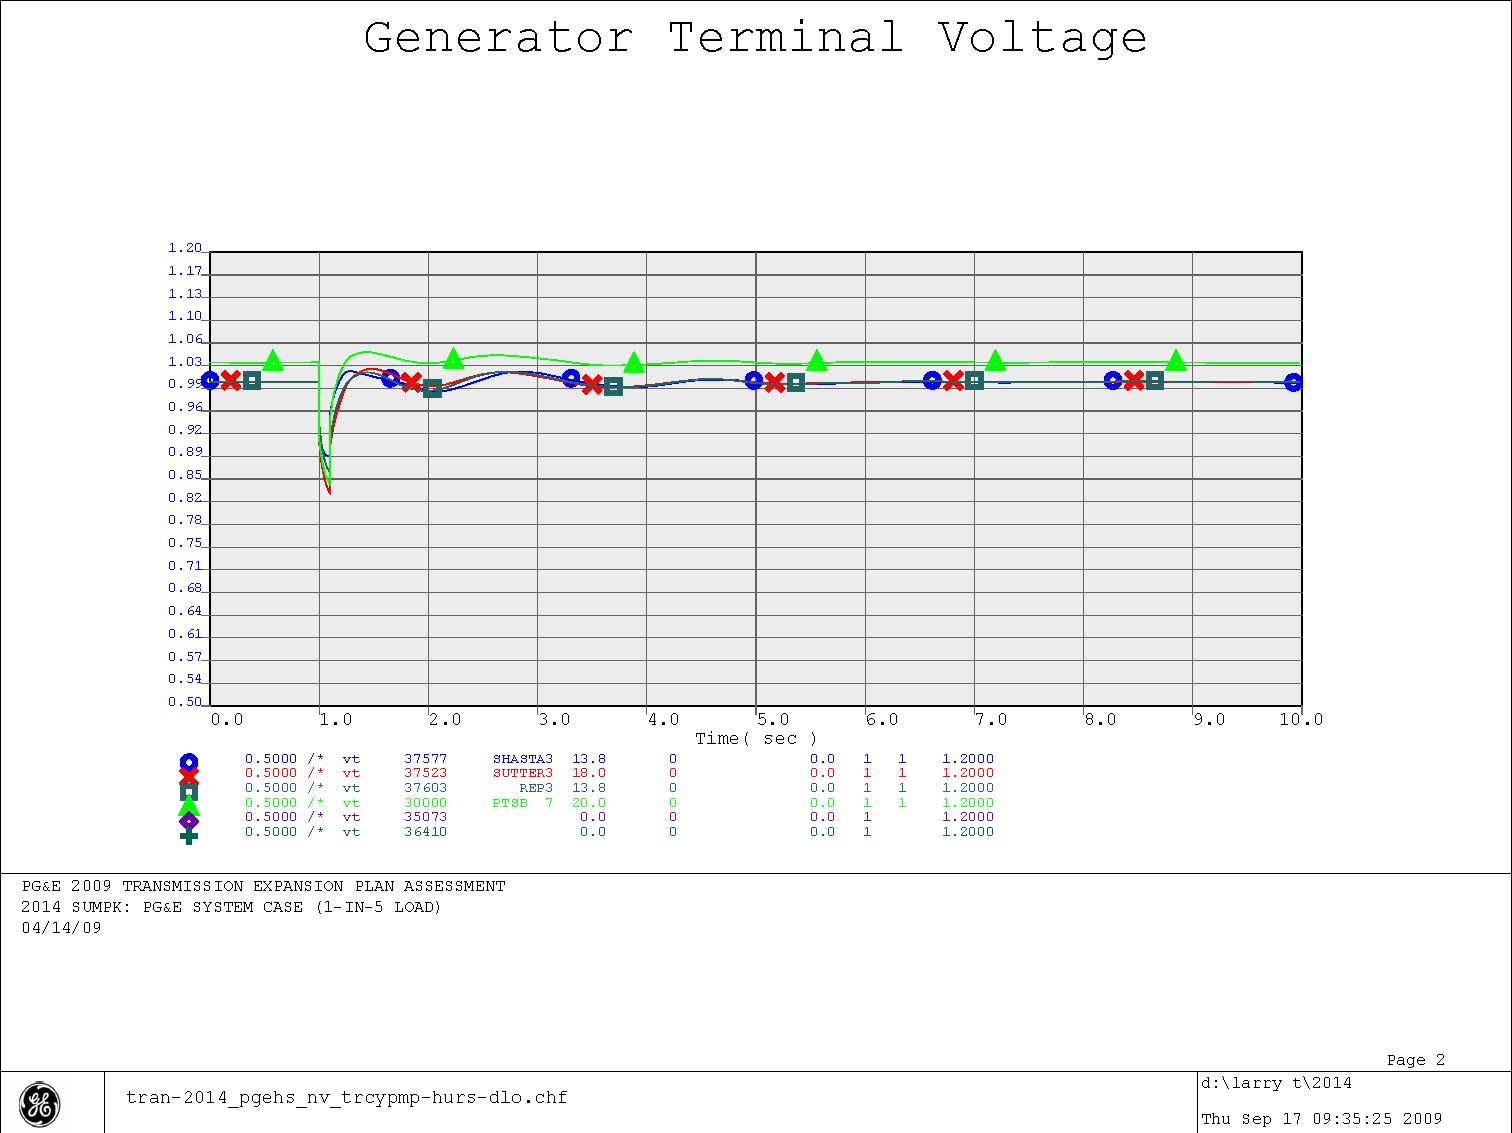 Generator Terminal Voltage
1.20
1.17
1.13
1.10
1.06
1.03
0.99
0.96
0.92
0.89
0.85
0.82
0.78
0.75
0.71
0.68
0.64
0.61
0.57
0.54
0.50
0.0 1.0 2.0 3.0 4.0 5.0 6.0 7.0 8.0 9.0 10.0
Time( sec )
0.5000 /* vt 37577 SHASTA3 13.8 0 0.0 1 1 1.2000
0.5000 /* vt 37523 SUTTER3 18.0 0 0.0 1 1 1.2000
0.5000 /* vt 37603 REP3 13.8 0 0.0 1 1 1.2000
0.5000 /* vt 30000 PTSB 7 20.0 0 0.0 1 1 1.2000
0.5000 /* vt 35073 0.0 0 0.0 1 1.2000
0.5000 /* vt 36410 0.0 0 0.0 1 1.2000
PG&E 2009 TRANSMISSION EXPANSION PLAN ASSESSMENT
2014 SUMPK: PG&E SYSTEM CASE (1-IN-5 LOAD)
04/14/09
Page 2
GE
tran-2014_pgehs_nv_trcypmp-hurs-dlo.chf
d:\larry t\2014
Thu Sep 17 09:35:25 2009